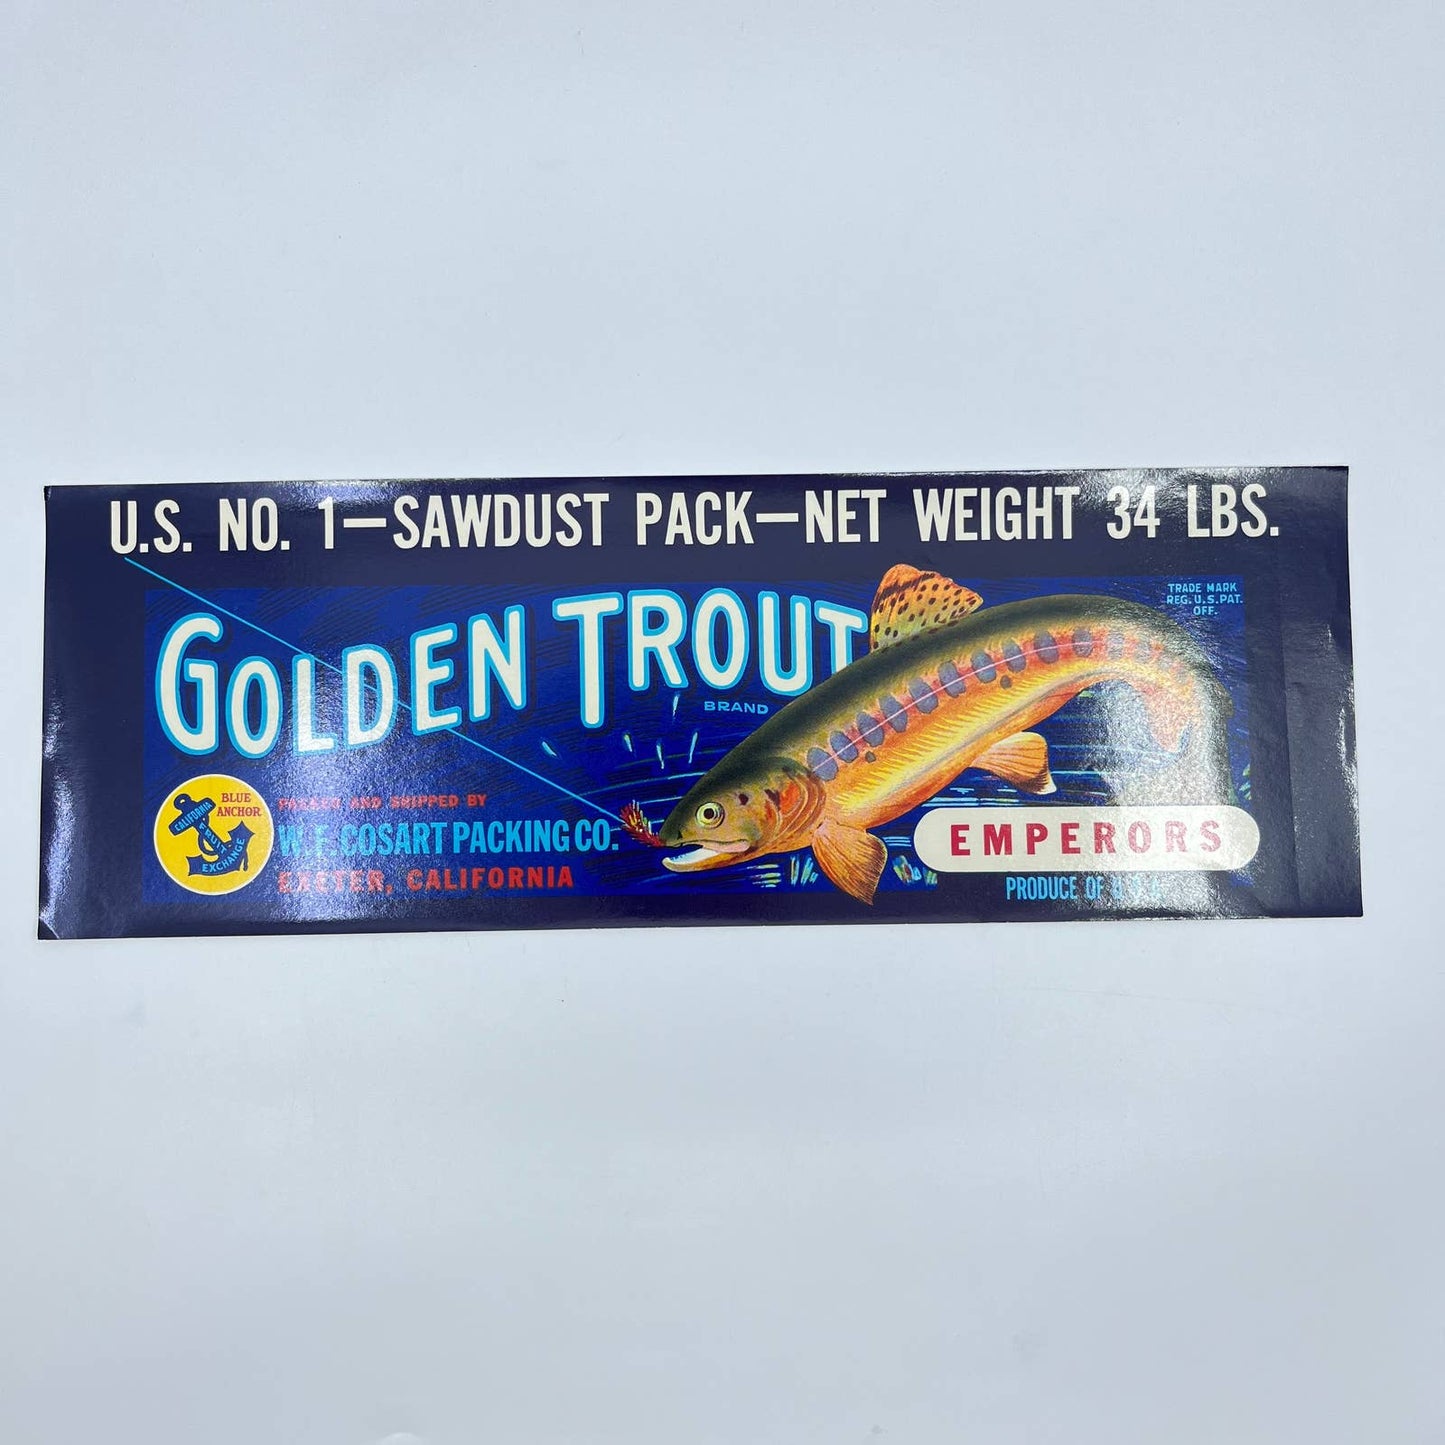 U.S. NO. 1—SAWDUST PACK—NET WEIGHT 34 LBS.
TRADE MARK
REG. U.S. PAT.
OFF.
GOLDEN TROUT
BRAND
BLUE
ANCHOR
CALIFORNIA
FRUIT
EXCHANGE
PACKED AND SHIPPED BY
W. F. COSART PACKING CO.
EXETER, CALIFORNIA
EMPERORS
PRODUCE OF U.S.A.